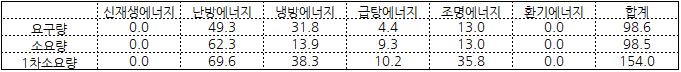 신재생에너지 난방에너지 냉방에너지 급탕에너지 조명에너지 환기에너지 합계
요구량 0.0 49.3 31.8 4.4 13.0 0.0 98.6
소요량 0.0 62.3 13.9 9.3 13.0 0.0 98.5
1차소요량 0.0 69.6 38.3 10.2 35.8 0.0 154.0